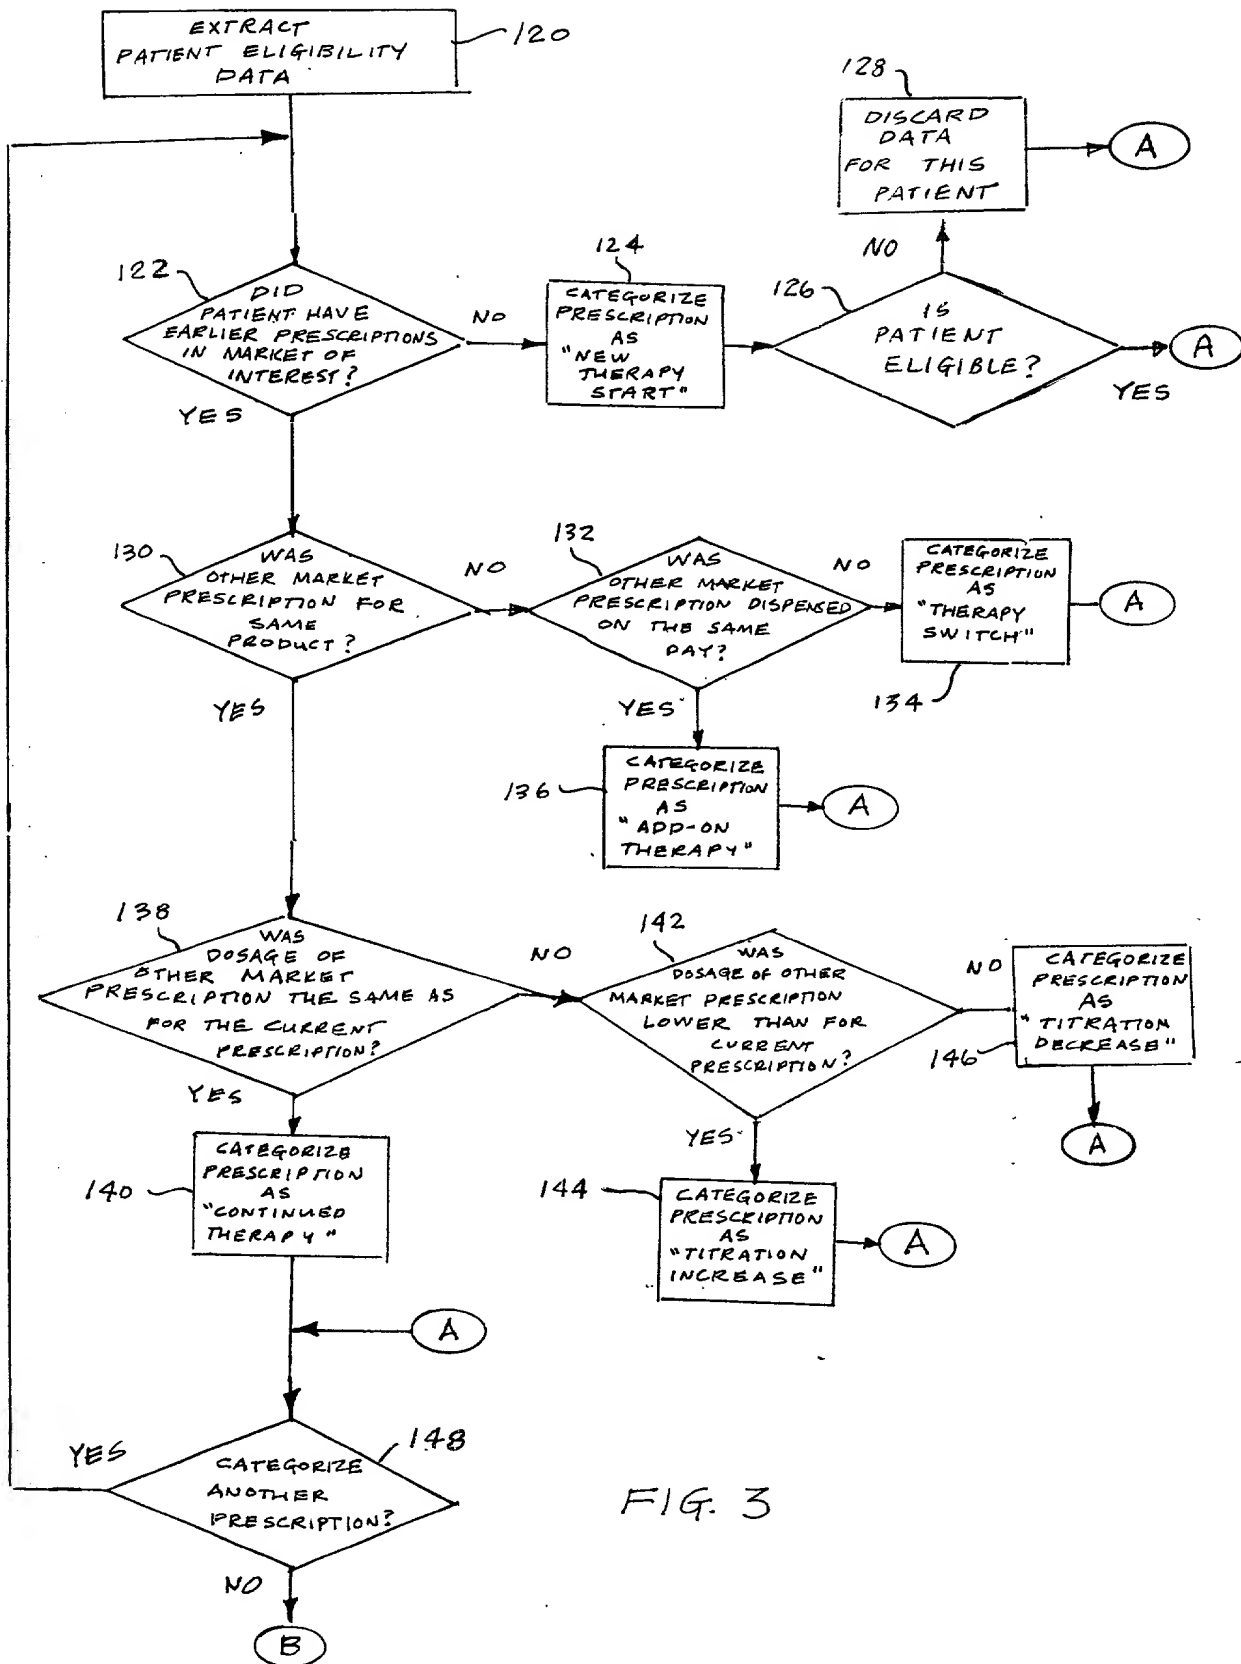 EXTRACT
PATIENT ELIGIBILITY
DATA
120
128
DISCARD
DATA
FOR THIS
PATIENT
A
NO
122
DID
PATIENT HAVE
EARLIER PRESCRIPTIONS
IN MARKET OF
INTEREST?
NO
YES
124
CATEGORIZE
PRESCRIPTION
AS
"NEW
THERAPY
START"
126
IS
PATIENT
ELIGIBLE?
A
YES
130
WAS
OTHER MARKET
PRESCRIPTION FOR
SAME
PRODUCT?
NO
YES
132
WAS
OTHER MARKET
PRESCRIPTION DISPENSED
ON THE SAME
DAY?
NO
YES
CATEGORIZE
PRESCRIPTION
AS
"THERAPY
SWITCH"
A
134
136
CATEGORIZE
PRESCRIPTION
AS
"ADD-ON
THERAPY"
A
138
WAS
DOSAGE OF
OTHER MARKET
PRESCRIPTION THE SAME AS
FOR THE CURRENT
PRESCRIPTION?
NO
YES
142
WAS
DOSAGE OF OTHER
MARKET PRESCRIPTION
LOWER THAN FOR
CURRENT
PRESCRIPTION?
NO
YES
CATEGORIZE
PRESCRIPTION
AS
"TITRATION
DECREASE"
146
A
140
CATEGORIZE
PRESCRIPTION
AS
"CONTINUED
THERAPY"
144
CATEGORIZE
PRESCRIPTION
AS
"TITRATION
INCREASE"
A
A
YES
148
CATEGORIZE
ANOTHER
PRESCRIPTION?
NO
B
FIG. 3